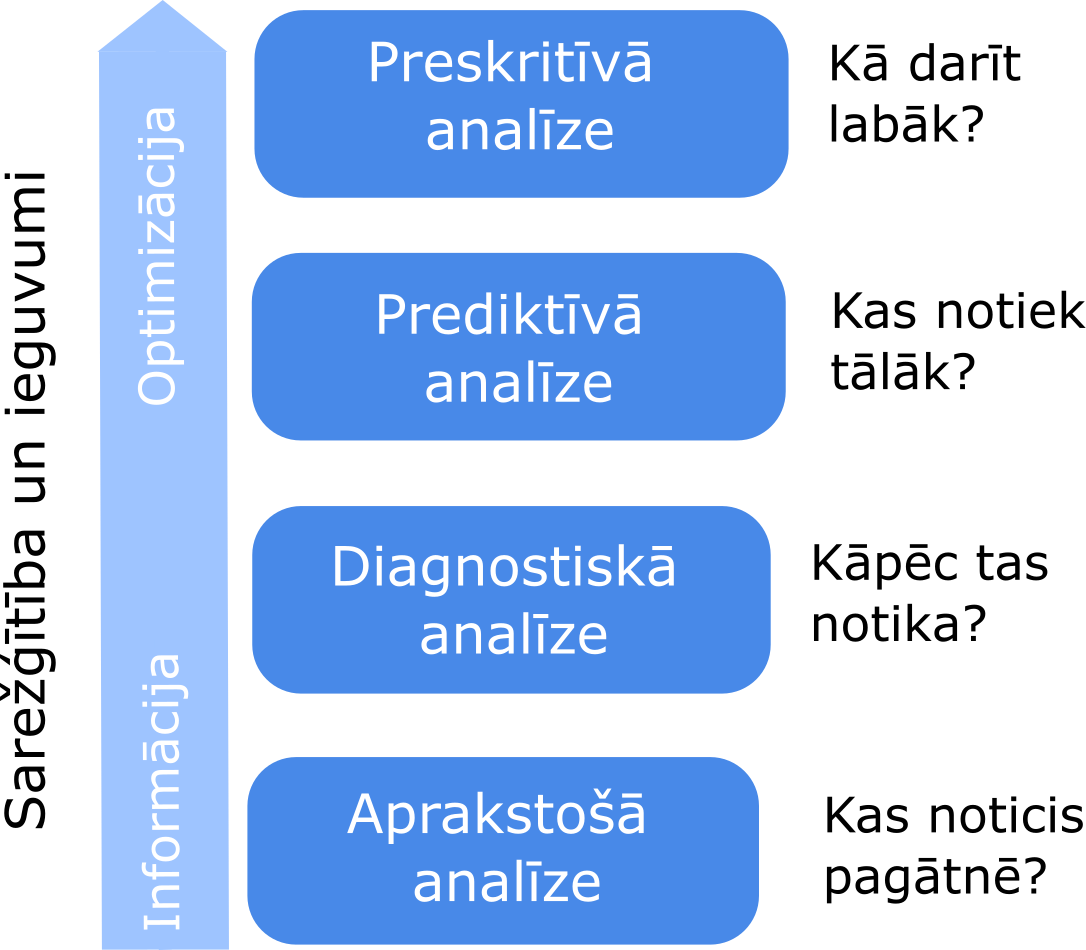 Sarežģītība un ieguvumi
Optimizācija
Informācija
Preskritīvā
analīze
Kā darīt
labāk?
Prediktīvā
analīze
Kas notiek
tālāk?
Diagnostiskā
analīze
Kāpēc tas
notika?
Aprakstošā
analīze
Kas noticis
pagātnē?